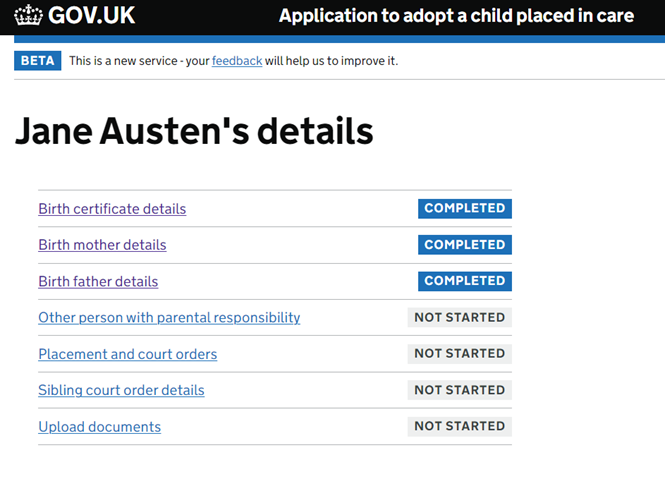 GOV.UK Application to adopt a child placed in care
BETA This is a new service - your feedback will help us to improve it.
Jane Austen's details
Birth certificate details COMPLETED
Birth mother details COMPLETED
Birth father details COMPLETED
Other person with parental responsibility NOT STARTED
Placement and court orders NOT STARTED
Sibling court order details NOT STARTED
Upload documents NOT STARTED